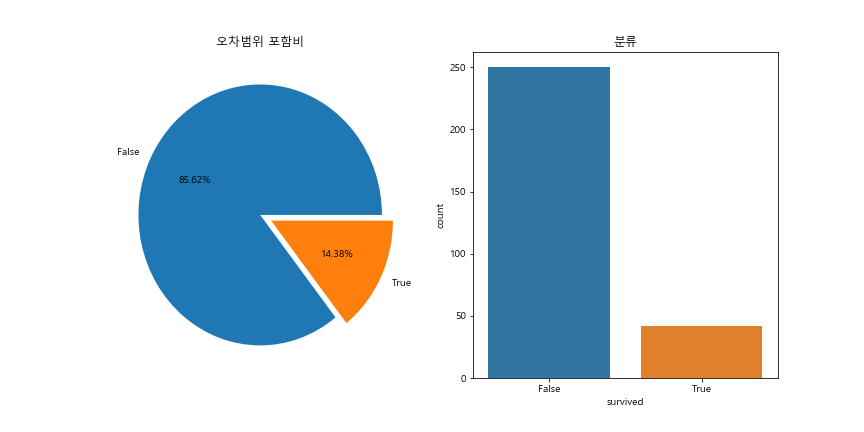 오차범위 포함비
False
85.62%
14.38%
True
분류
250
200
150
100
50
0
count
False
True
survived